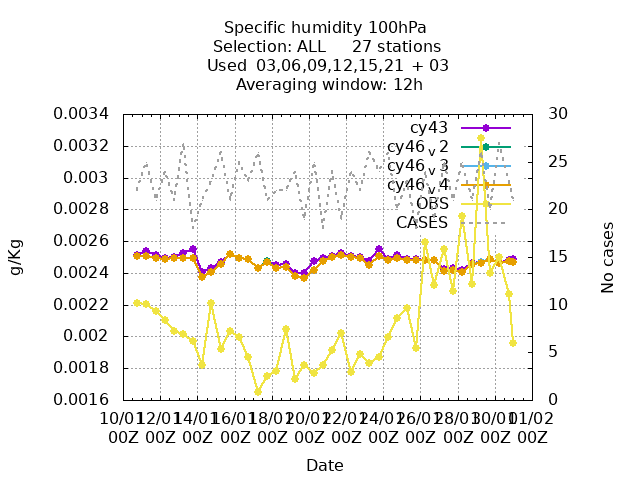 Specific humidity 100hPa
Selection: ALL 27 stations
Used 03,06,09,12,15,21 + 03
Averaging window: 12h
0.0034
0.0032
0.003
0.0028
0.0026
0.0024
0.0022
0.002
0.0018
0.0016
g/Kg
30
25
20
15
10
5
0
No cases
cy43
cy46_v2
cy46_v3
cy46_v4
OBS
CASES
10/01 12/01 14/01 16/01 18/01 20/01 22/01 24/01 26/01 28/01 30/01 01/02
00Z 00Z 00Z 00Z 00Z 00Z 00Z 00Z 00Z 00Z 00Z 00Z
Date